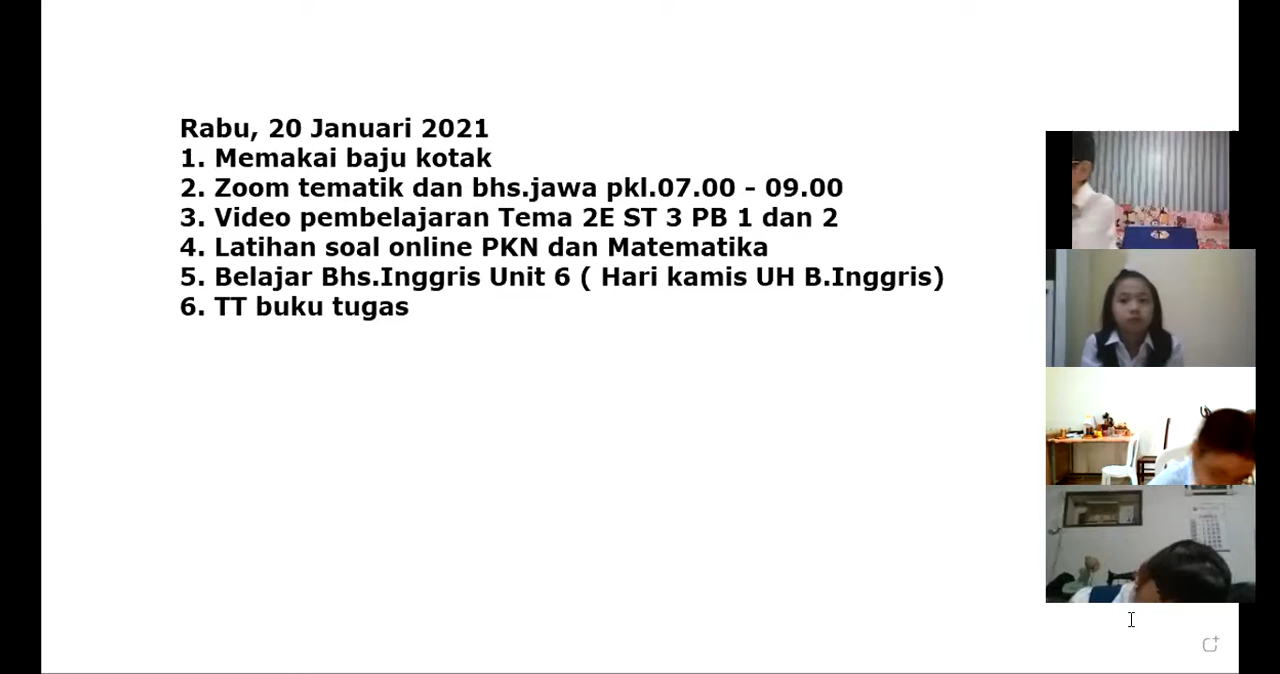 Rabu, 20 Januari 2021
1. Memakai baju kotak
2. Zoom tematik dan bhs.jawa pkl.07.00 - 09.00
3. Video pembelajaran Tema 2E ST 3 PB 1 dan 2
4. Latihan soal online PKN dan Matematika
5. Belajar Bhs.Inggris Unit 6 ( Hari kamis UH B.Inggris)
6. TT buku tugas